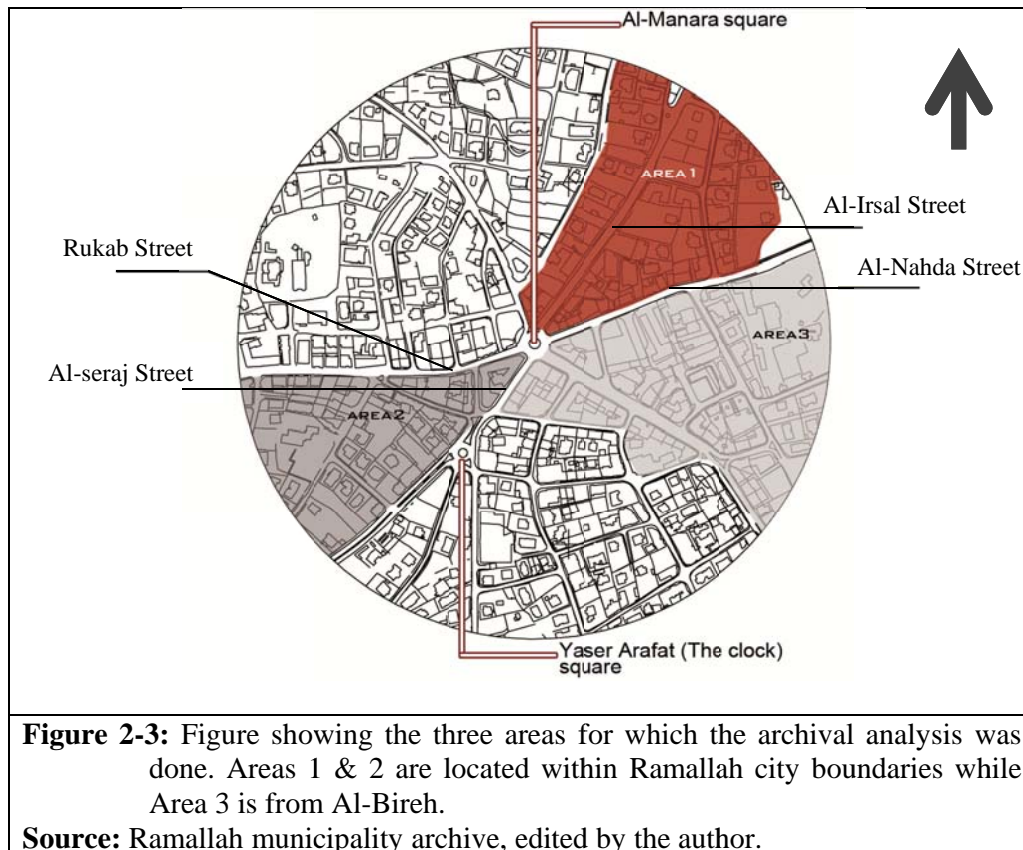 Al-Manara square
AREA 1
Al-Irsal Street
Rukab Street
Al-Nahda Street
AREA3
Al-seraj Street
AREA2
Yaser Arafat (The clock)
square
Figure 2-3: Figure showing the three areas for which the archival analysis was
done. Areas 1 & 2 are located within Ramallah city boundaries while
Area 3 is from Al-Bireh.
Source: Ramallah municipality archive, edited by the author.